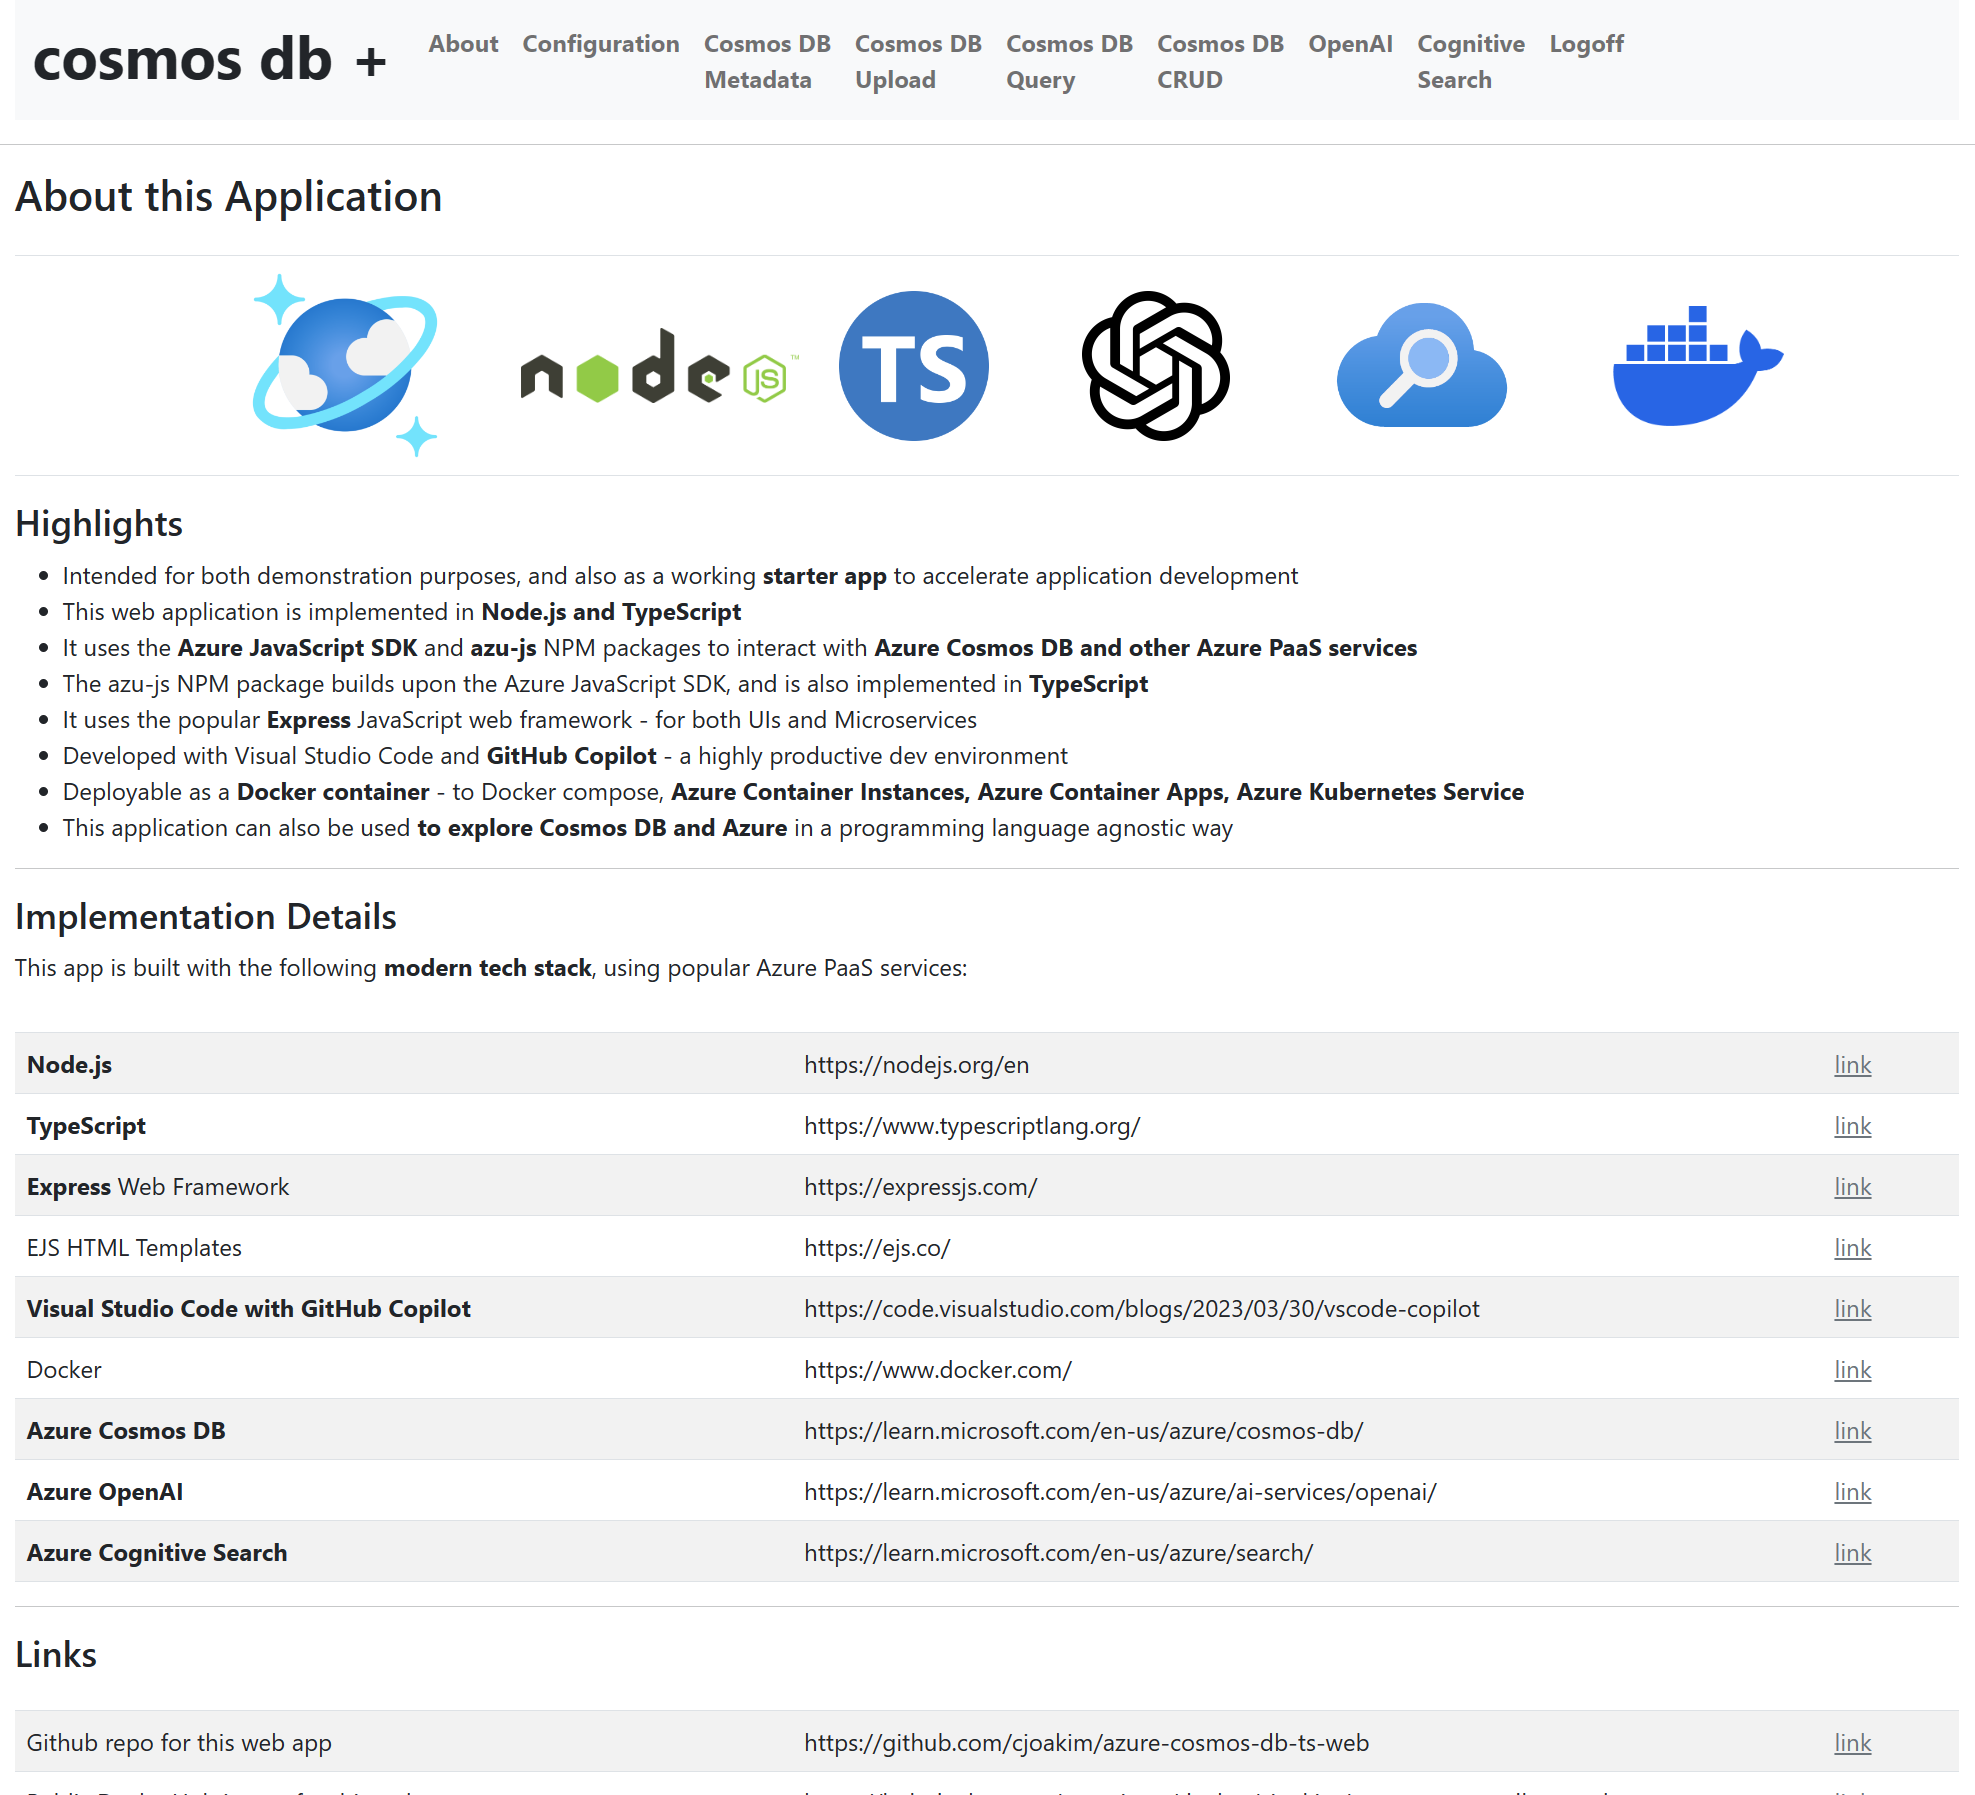 cosmos db +
About Configuration Cosmos DB Cosmos DB Cosmos DB Cosmos DB OpenAI Cognitive Logoff
Metadata Upload Query CRUD Search
About this Application
node JS ™
TS
Highlights
Intended for both demonstration purposes, and also as a working starter app to accelerate application development
This web application is implemented in Node.js and TypeScript
It uses the Azure JavaScript SDK and azu-js NPM packages to interact with Azure Cosmos DB and other Azure PaaS services
The azu-js NPM package builds upon the Azure JavaScript SDK, and is also implemented in TypeScript
It uses the popular Express JavaScript web framework - for both UIs and Microservices
Developed with Visual Studio Code and GitHub Copilot - a highly productive dev environment
Deployable as a Docker container - to Docker compose, Azure Container Instances, Azure Container Apps, Azure Kubernetes Service
This application can also be used to explore Cosmos DB and Azure in a programming language agnostic way
Implementation Details
This app is built with the following modern tech stack, using popular Azure PaaS services:
Node.js https://nodejs.org/en link
TypeScript https://www.typescriptlang.org/ link
Express Web Framework https://expressjs.com/ link
EJS HTML Templates https://ejs.co/ link
Visual Studio Code with GitHub Copilot https://code.visualstudio.com/blogs/2023/03/30/vscode-copilot link
Docker https://www.docker.com/ link
Azure Cosmos DB https://learn.microsoft.com/en-us/azure/cosmos-db/ link
Azure OpenAI https://learn.microsoft.com/en-us/azure/ai-services/openai/ link
Azure Cognitive Search https://learn.microsoft.com/en-us/azure/search/ link
Links
Github repo for this web app https://github.com/cjoakim/azure-cosmos-db-ts-web link